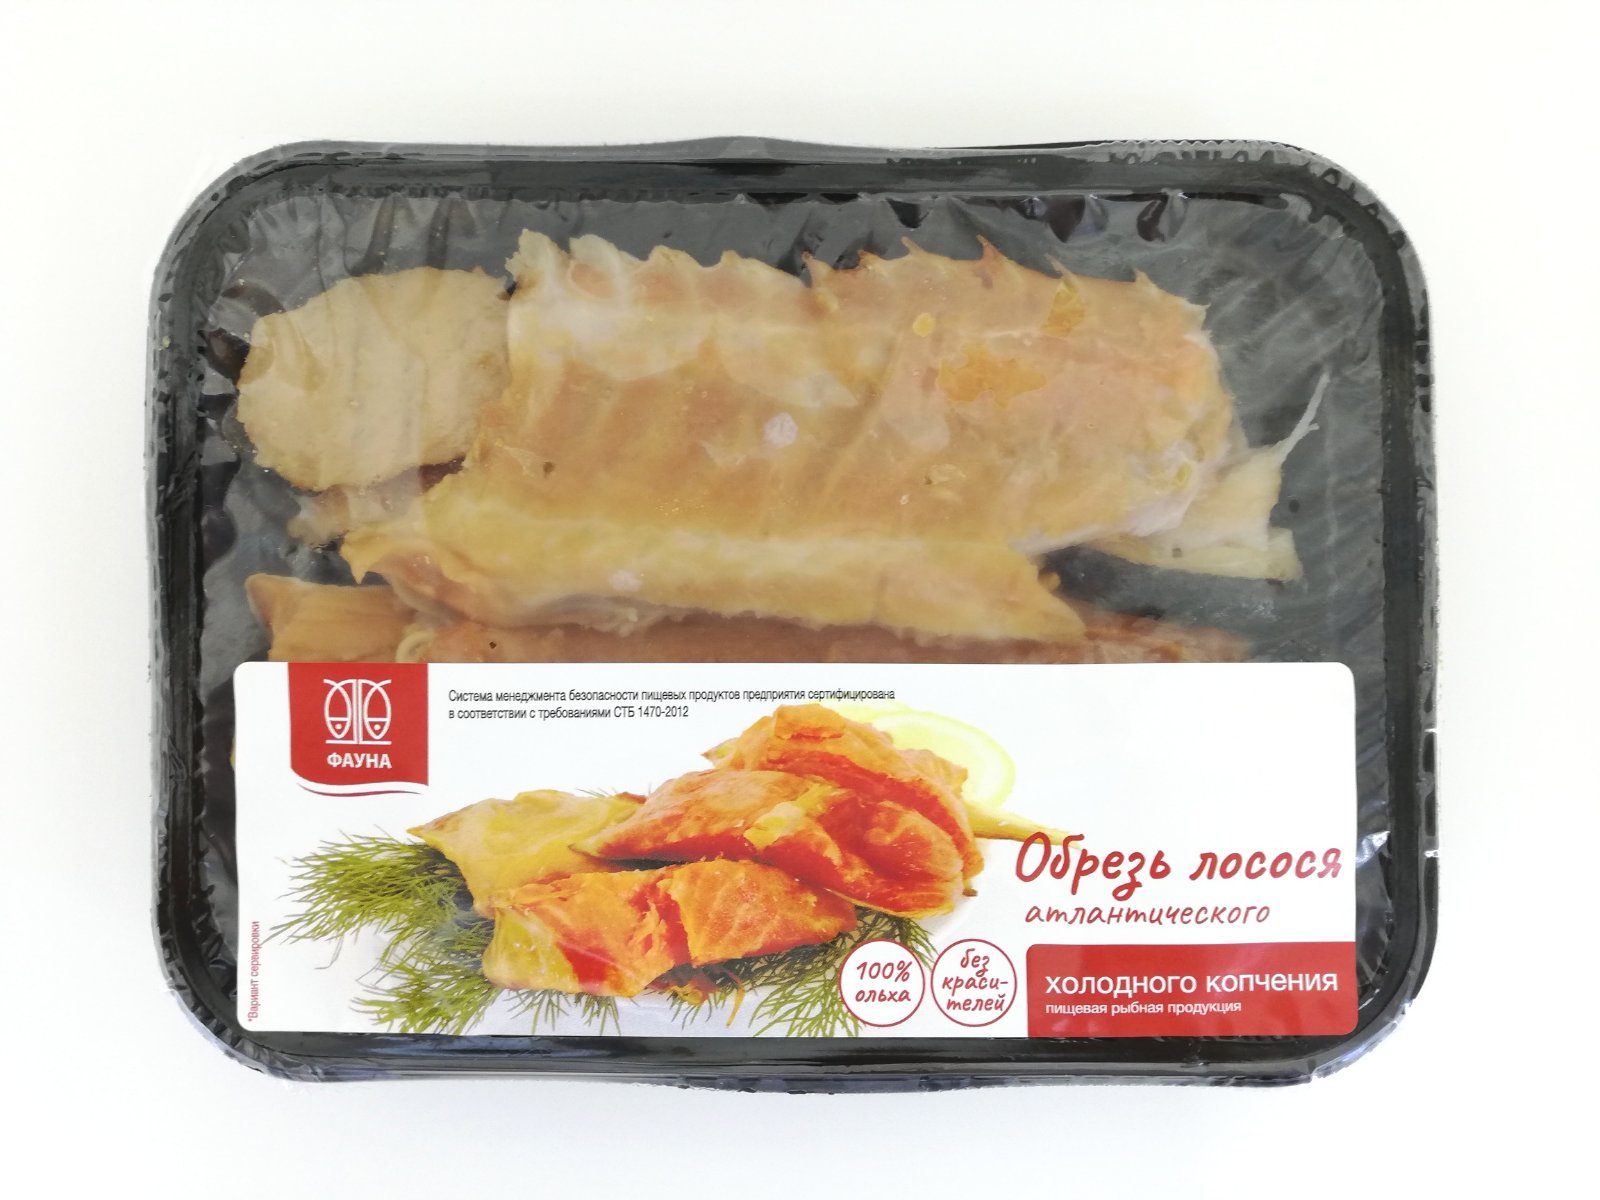 ФАУНА
Система менеджмента безопасности пищевых продуктов предприятия сертифицирована
в соответствии с требованиями СТБ 1470-2012
Обрезь лосося
атлантического
100%
ольха
без
краси-
телей
холодного копчения
пищевая рыбная продукция
*Вариант сервировки